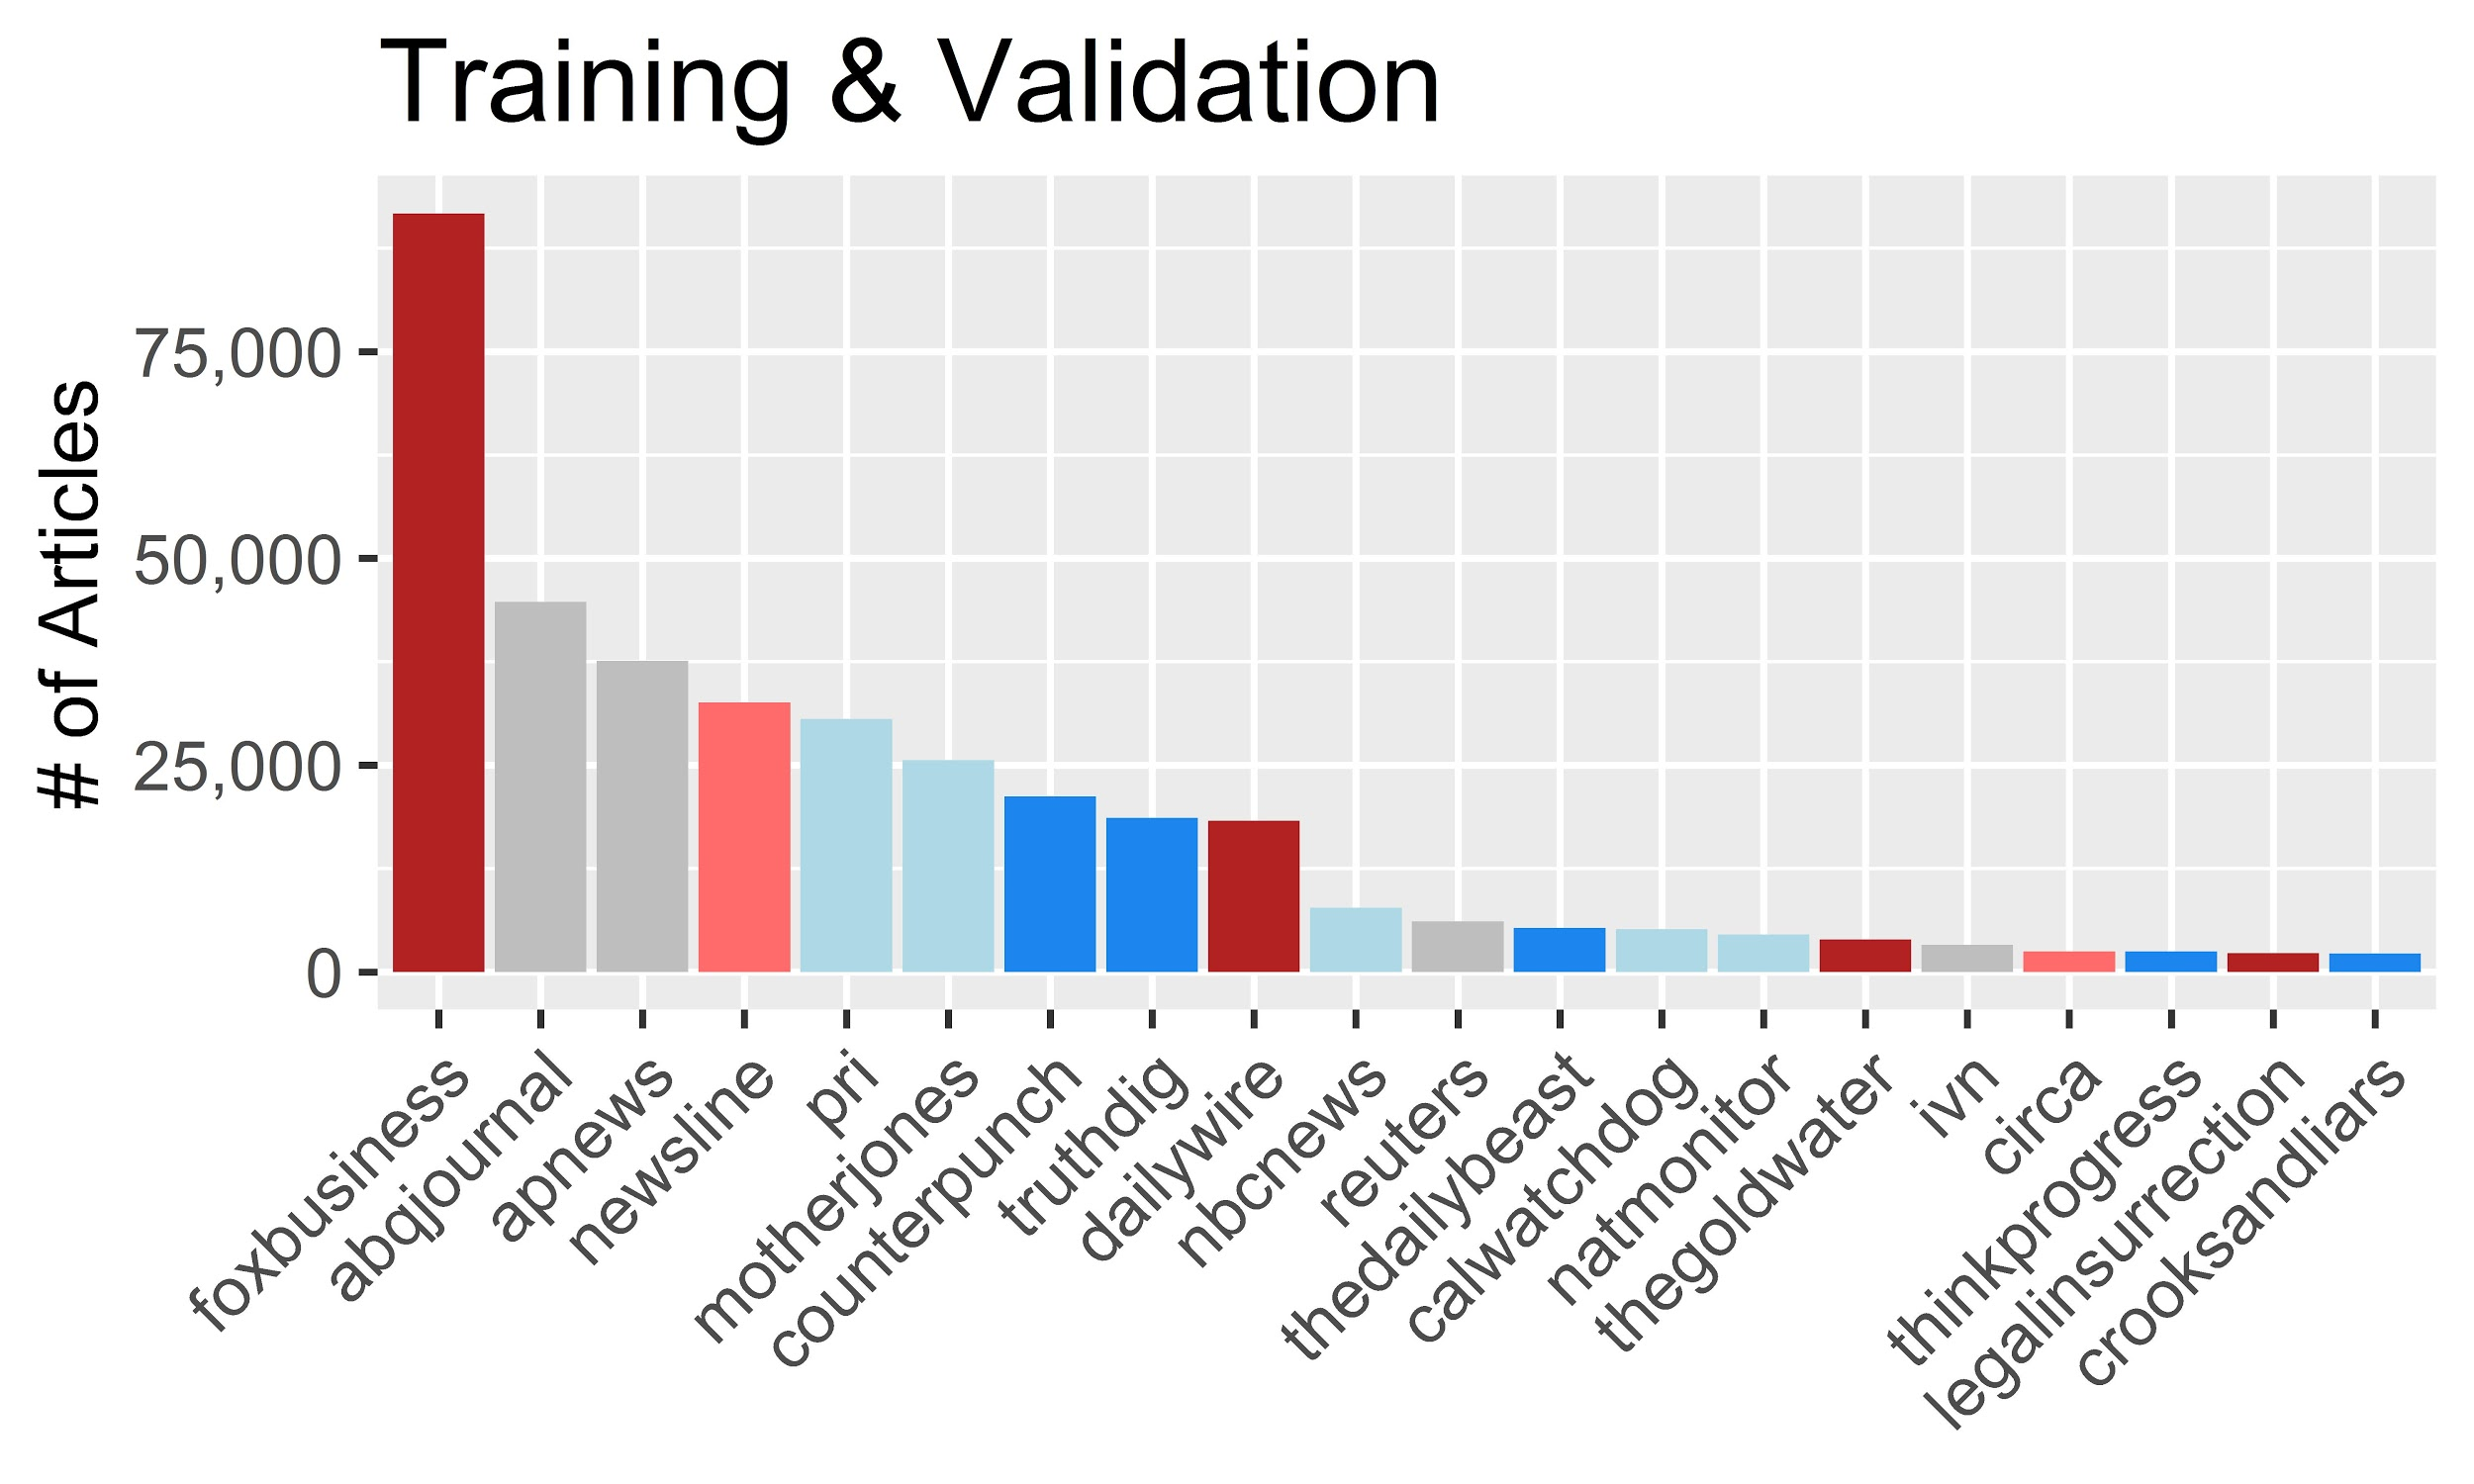 Training & Validation
# of Articles
75,000
50,000
25,000
0
foxbusiness
abqjournal
apnews
newsline
pri
motherjones
counterpunch
truthdig
dailywire
nbcnews
reuters
thedailybeast
calwatchdog
natmonitor
thegoldwater
ivn
circa
thinkprogress
legalinsurrection
crooksandliars